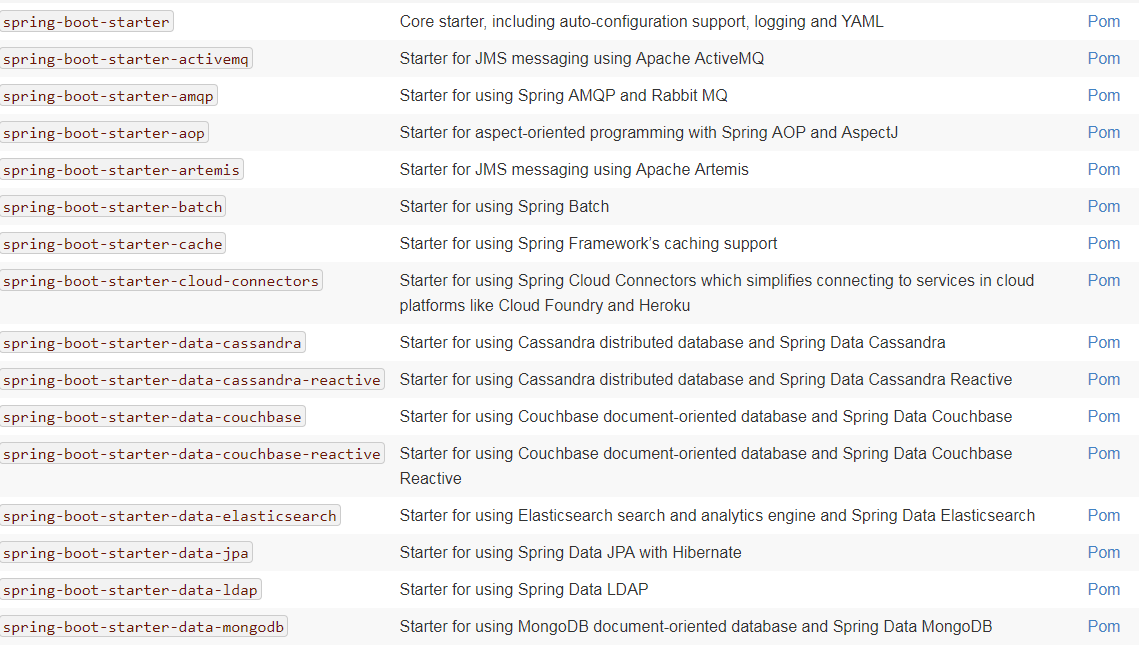 spring-boot-starter Core starter, including auto-configuration support, logging and YAML Pom
spring-boot-starter-activemq Starter for JMS messaging using Apache ActiveMQ Pom
spring-boot-starter-amqp Starter for using Spring AMQP and Rabbit MQ Pom
spring-boot-starter-aop Starter for aspect-oriented programming with Spring AOP and AspectJ Pom
spring-boot-starter-artemis Starter for JMS messaging using Apache Artemis Pom
spring-boot-starter-batch Starter for using Spring Batch Pom
spring-boot-starter-cache Starter for using Spring Framework’s caching support Pom
spring-boot-starter-cloud-connectors Starter for using Spring Cloud Connectors which simplifies connecting to services in cloud Pom
platforms like Cloud Foundry and Heroku
spring-boot-starter-data-cassandra Starter for using Cassandra distributed database and Spring Data Cassandra Pom
spring-boot-starter-data-cassandra-reactive Starter for using Cassandra distributed database and Spring Data Cassandra Reactive Pom
spring-boot-starter-data-couchbase Starter for using Couchbase document-oriented database and Spring Data Couchbase Pom
spring-boot-starter-data-couchbase-reactive Starter for using Couchbase document-oriented database and Spring Data Couchbase Pom
Reactive
spring-boot-starter-data-elasticsearch Starter for using Elasticsearch search and analytics engine and Spring Data Elasticsearch Pom
spring-boot-starter-data-jpa Starter for using Spring Data JPA with Hibernate Pom
spring-boot-starter-data-ldap Starter for using Spring Data LDAP Pom
spring-boot-starter-data-mongodb Starter for using MongoDB document-oriented database and Spring Data MongoDB Pom